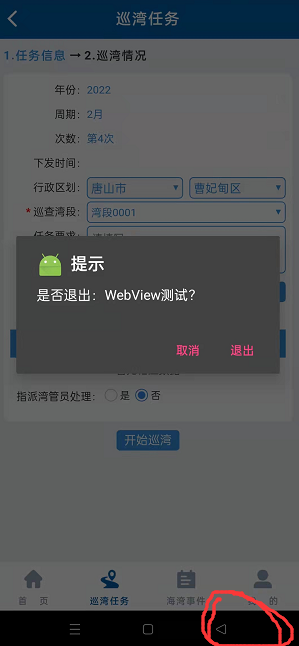 巡湾任务
1.任务信息 → 2.巡湾情况
年份: 2022
周期: 2月
次数: 第4次
下发时间:
行政区划: 唐山市 曹妃甸区
* 巡查湾段: 湾段0001
任务要求:
提示
是否退出: WebView测试?
取消 退出
指派湾管员处理: 是 否
开始巡湾
首 页 巡湾任务 海湾事件 的